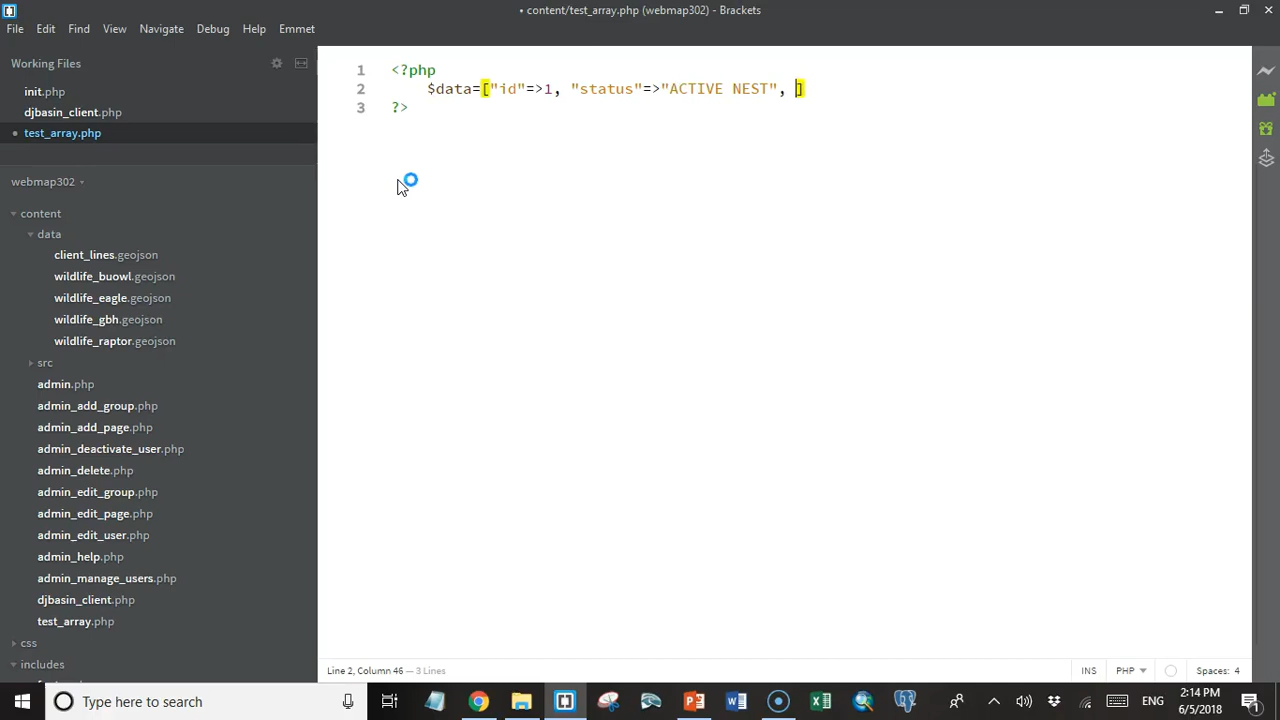 • content/test_array.php (webmap302) - Brackets
File Edit Find View Navigate Debug Help Emmet
Working Files
init.php
djbasin_client.php
• test_array.php
webmap302
content
data
client_lines.geojson
wildlife_buowl.geojson
wildlife_eagle.geojson
wildlife_gbh.geojson
wildlife_raptor.geojson
src
admin.php
admin_add_group.php
admin_add_page.php
admin_deactivate_user.php
admin_delete.php
admin_edit_group.php
admin_edit_page.php
admin_edit_user.php
admin_help.php
admin_manage_users.php
djbasin_client.php
test_array.php
css
includes
1 <?php
2 $data=["id"=>1, "status"=>"ACTIVE NEST", ]
3 ?>
Line 2, Column 46 — 3 Lines
INS PHP Spaces: 4
Type here to search
ENG
2:14 PM
6/5/2018